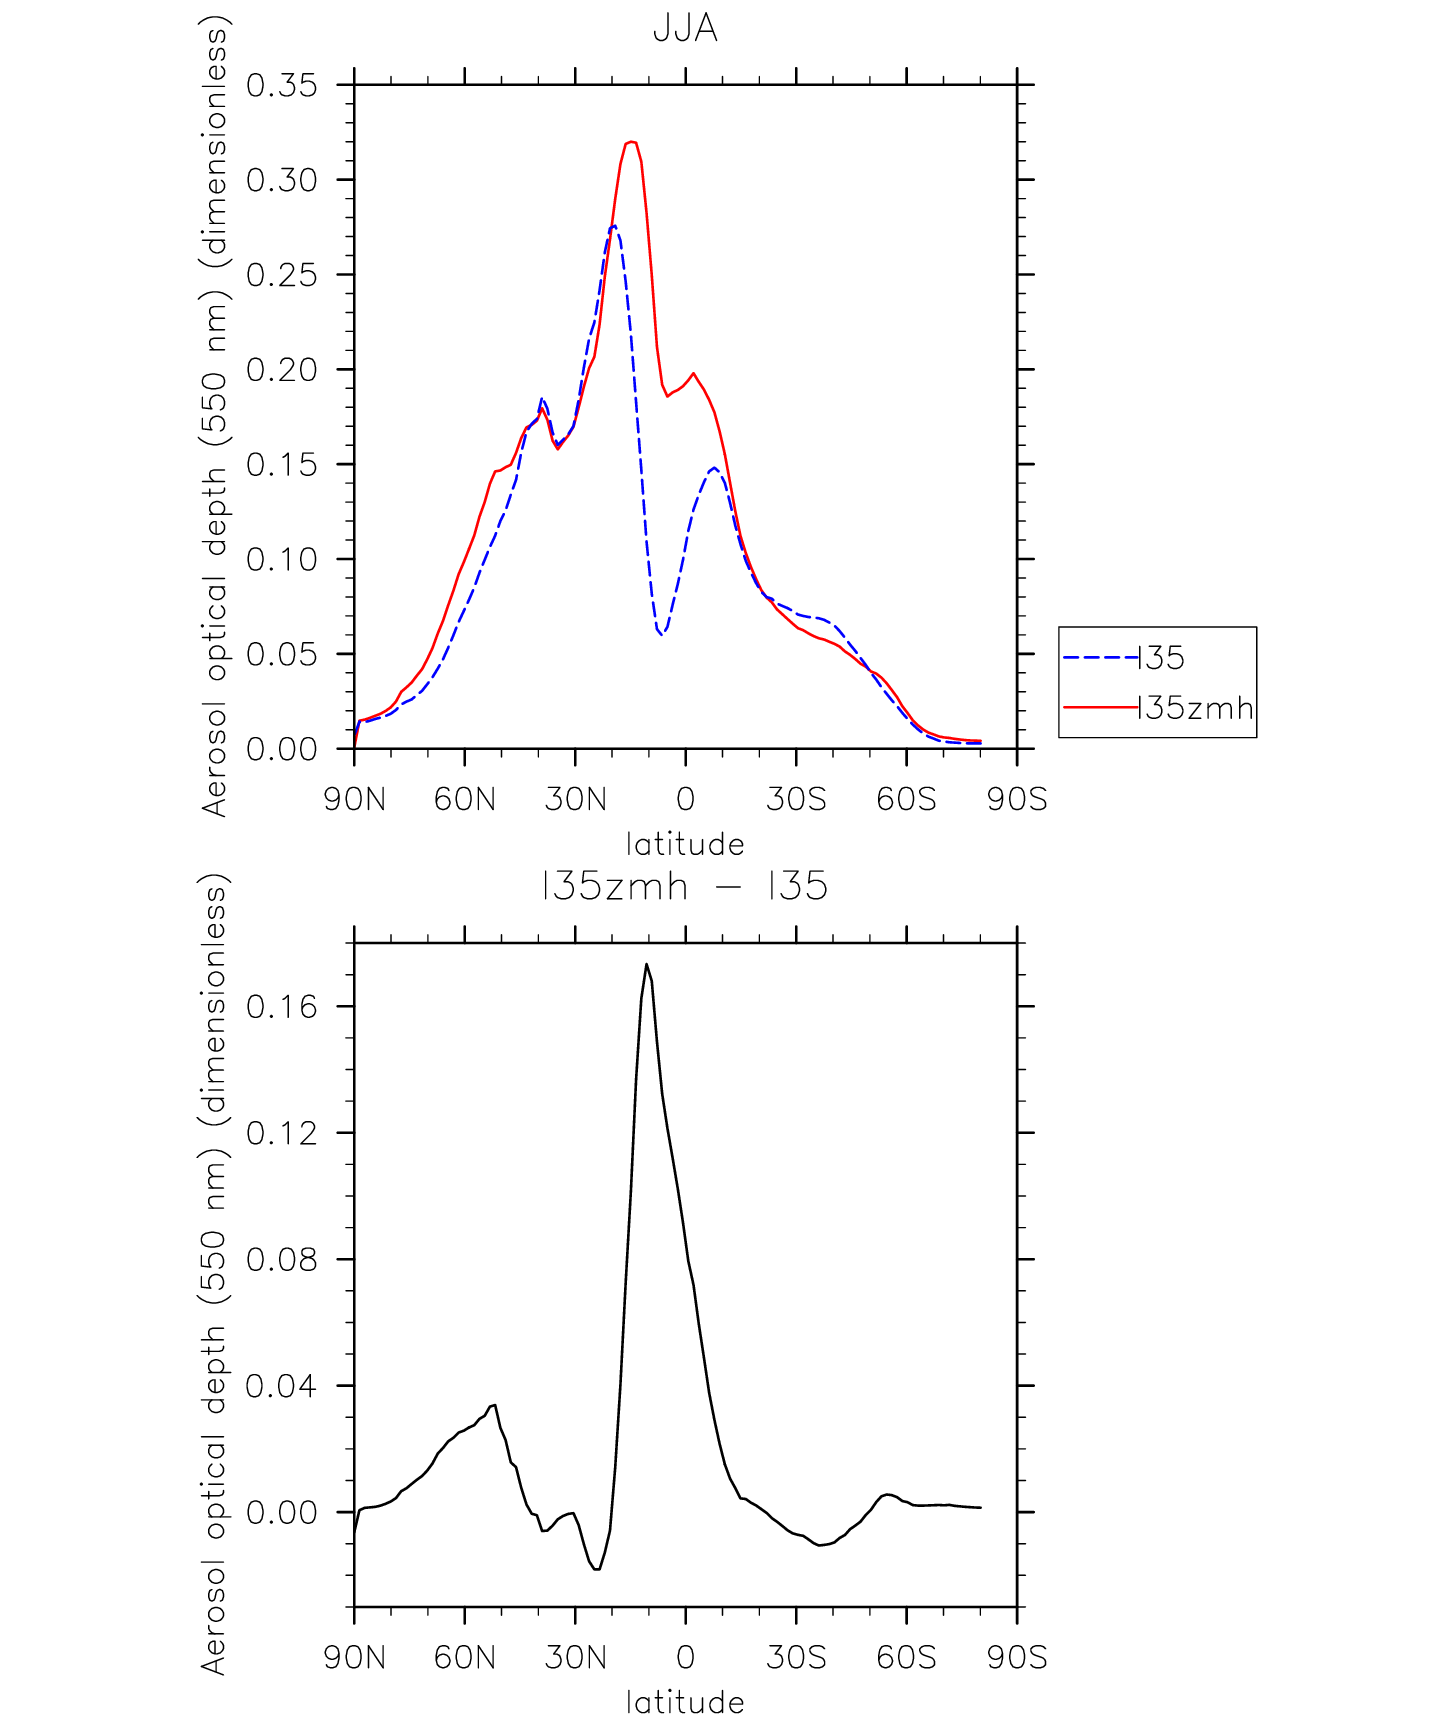 JJA
Aerosol optical depth (550 nm) (dimensionless)
0.35
0.30
0.25
0.20
0.15
0.10
0.05
0.00
90N 60N 30N 0 30S 60S 90S
latitude
I35
I35zmh
I35zmh – I35
Aerosol optical depth (550 nm) (dimensionless)
0.16
0.12
0.08
0.04
0.00
90N 60N 30N 0 30S 60S 90S
latitude